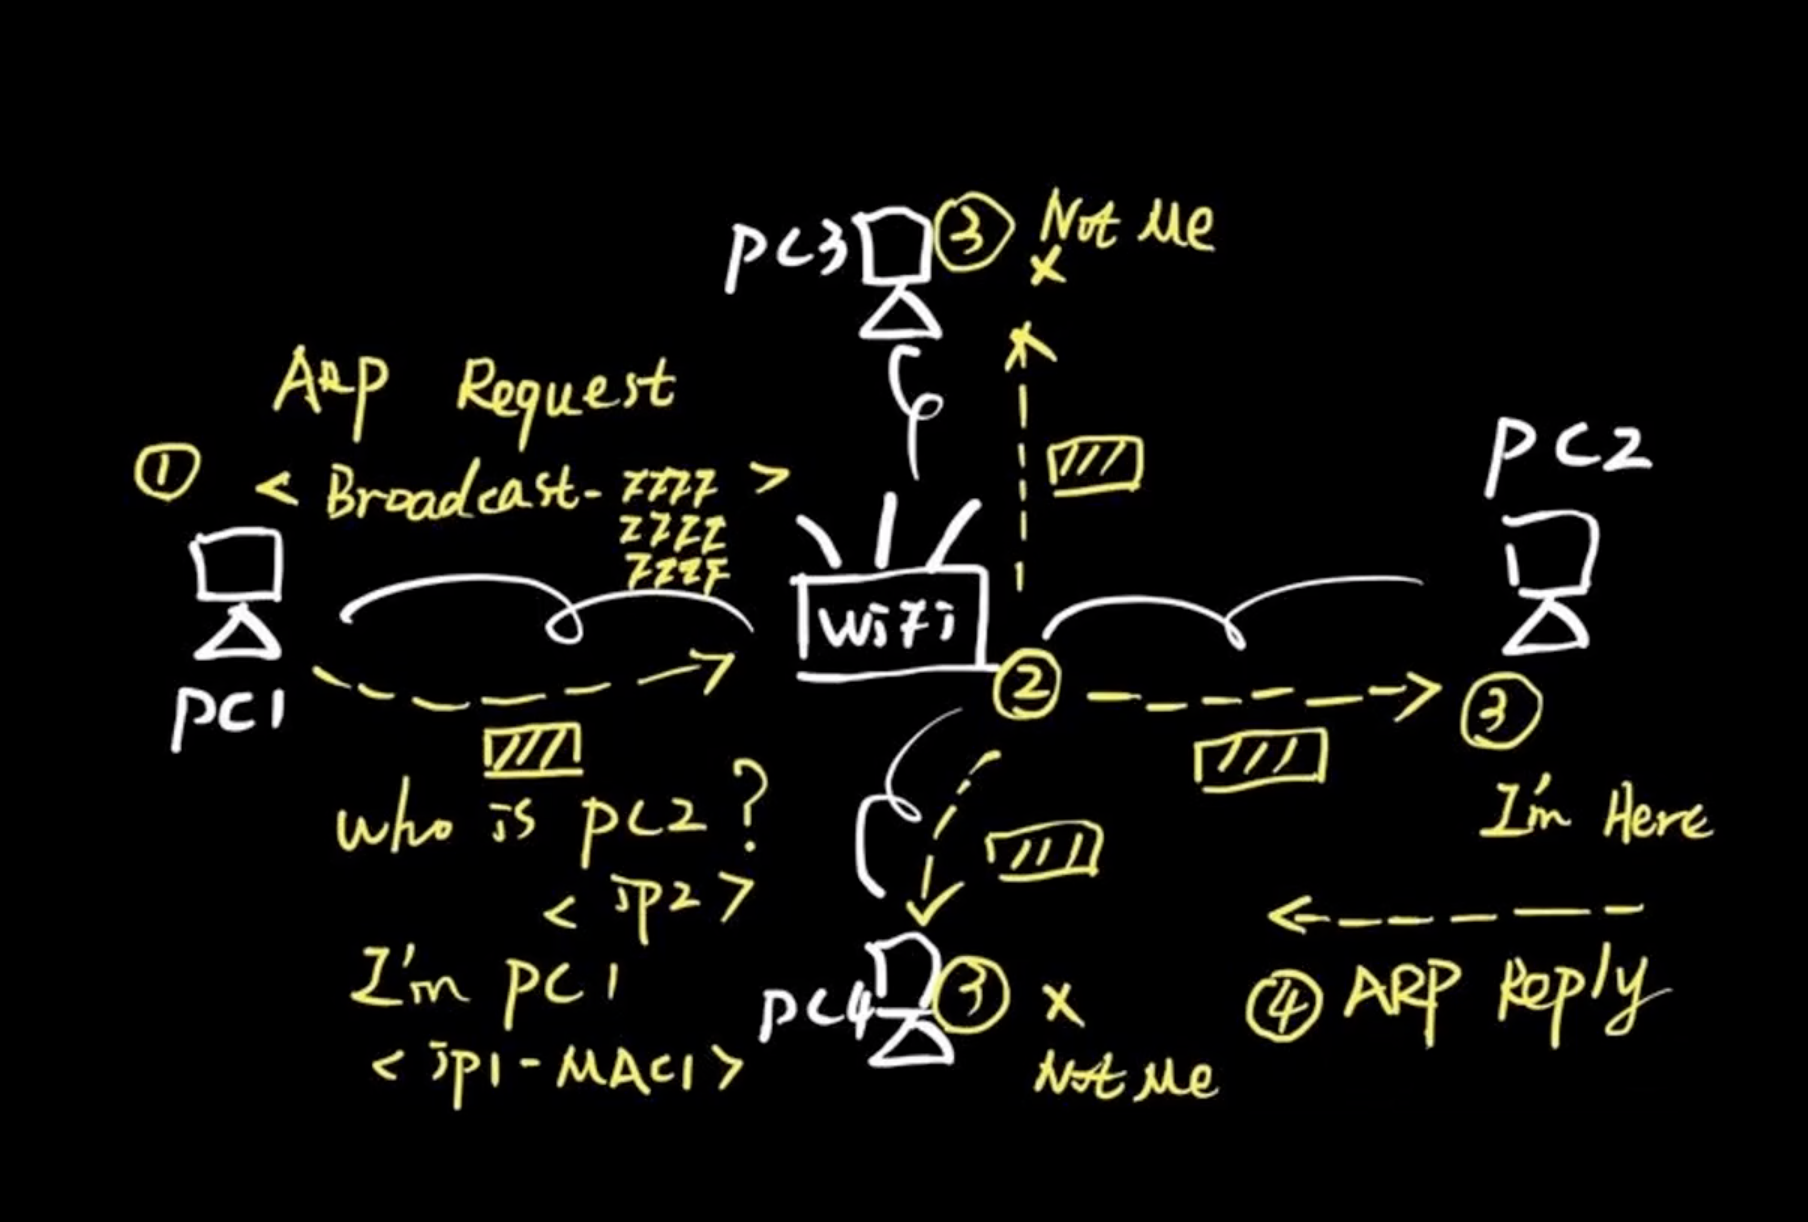 PC3
③ Not Me
×
ARP Request
①
< Broadcast- FFFF >
FFFF
FFFF
PC2
WiFi
PC1
②
③
Who is PC2?
I'm Here
< IP2 >
I'm PC1
PC4
③ ×
④ ARP Reply
< IP1-MAC1 >
Not Me